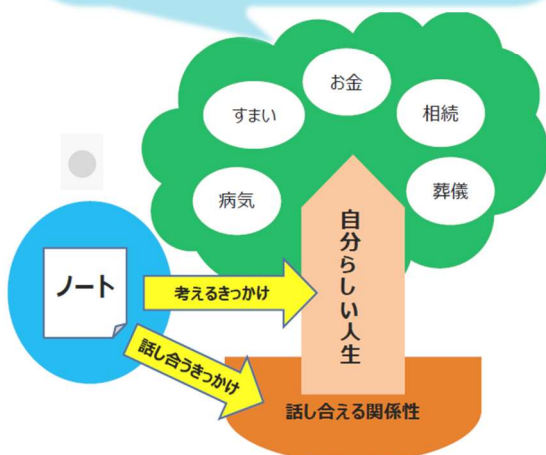 お金
すまい
相続
病気
葬儀
ノート
考えるきっかけ
自分らしい人生
話し合うきっかけ
話し合える関係性